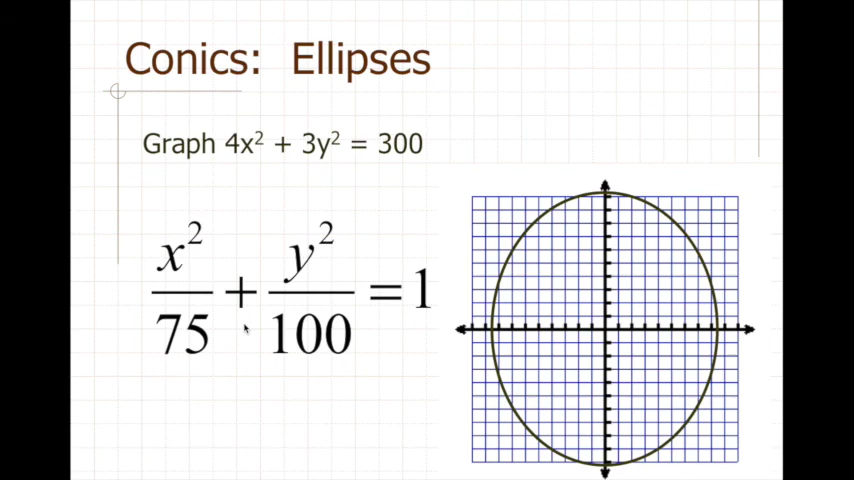 Conics: Ellipses
Graph 4x² + 3y² = 300
x²/75 + y²/100 = 1